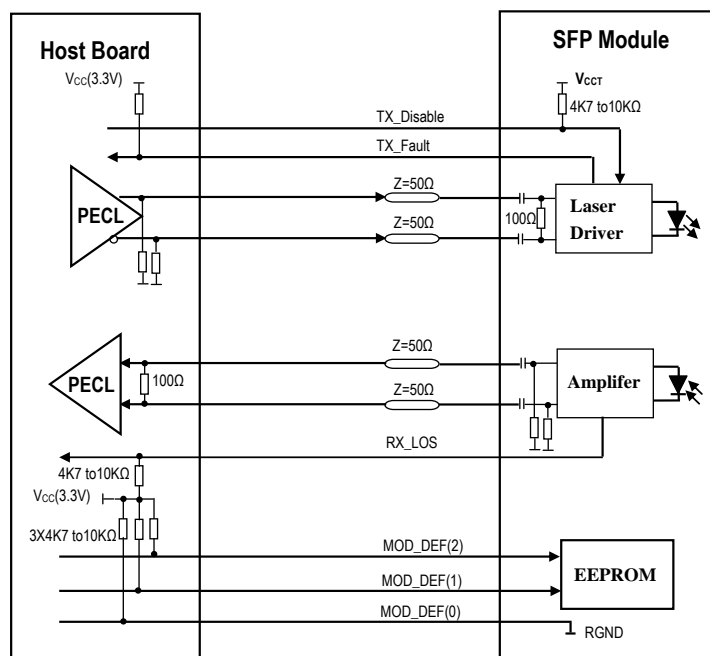 Host Board
SFP Module
VCC(3.3V)
VCCT
4K7 to10KΩ
TX_Disable
TX_Fault
Z=50Ω
PECL
100Ω
Laser
Driver
Z=50Ω
Z=50Ω
PECL
100Ω
Amplifer
Z=50Ω
RX_LOS
4K7 to10KΩ
VCC(3.3V)
3X4K7 to10KΩ
MOD_DEF(2)
EEPROM
MOD_DEF(1)
MOD_DEF(0)
RGND